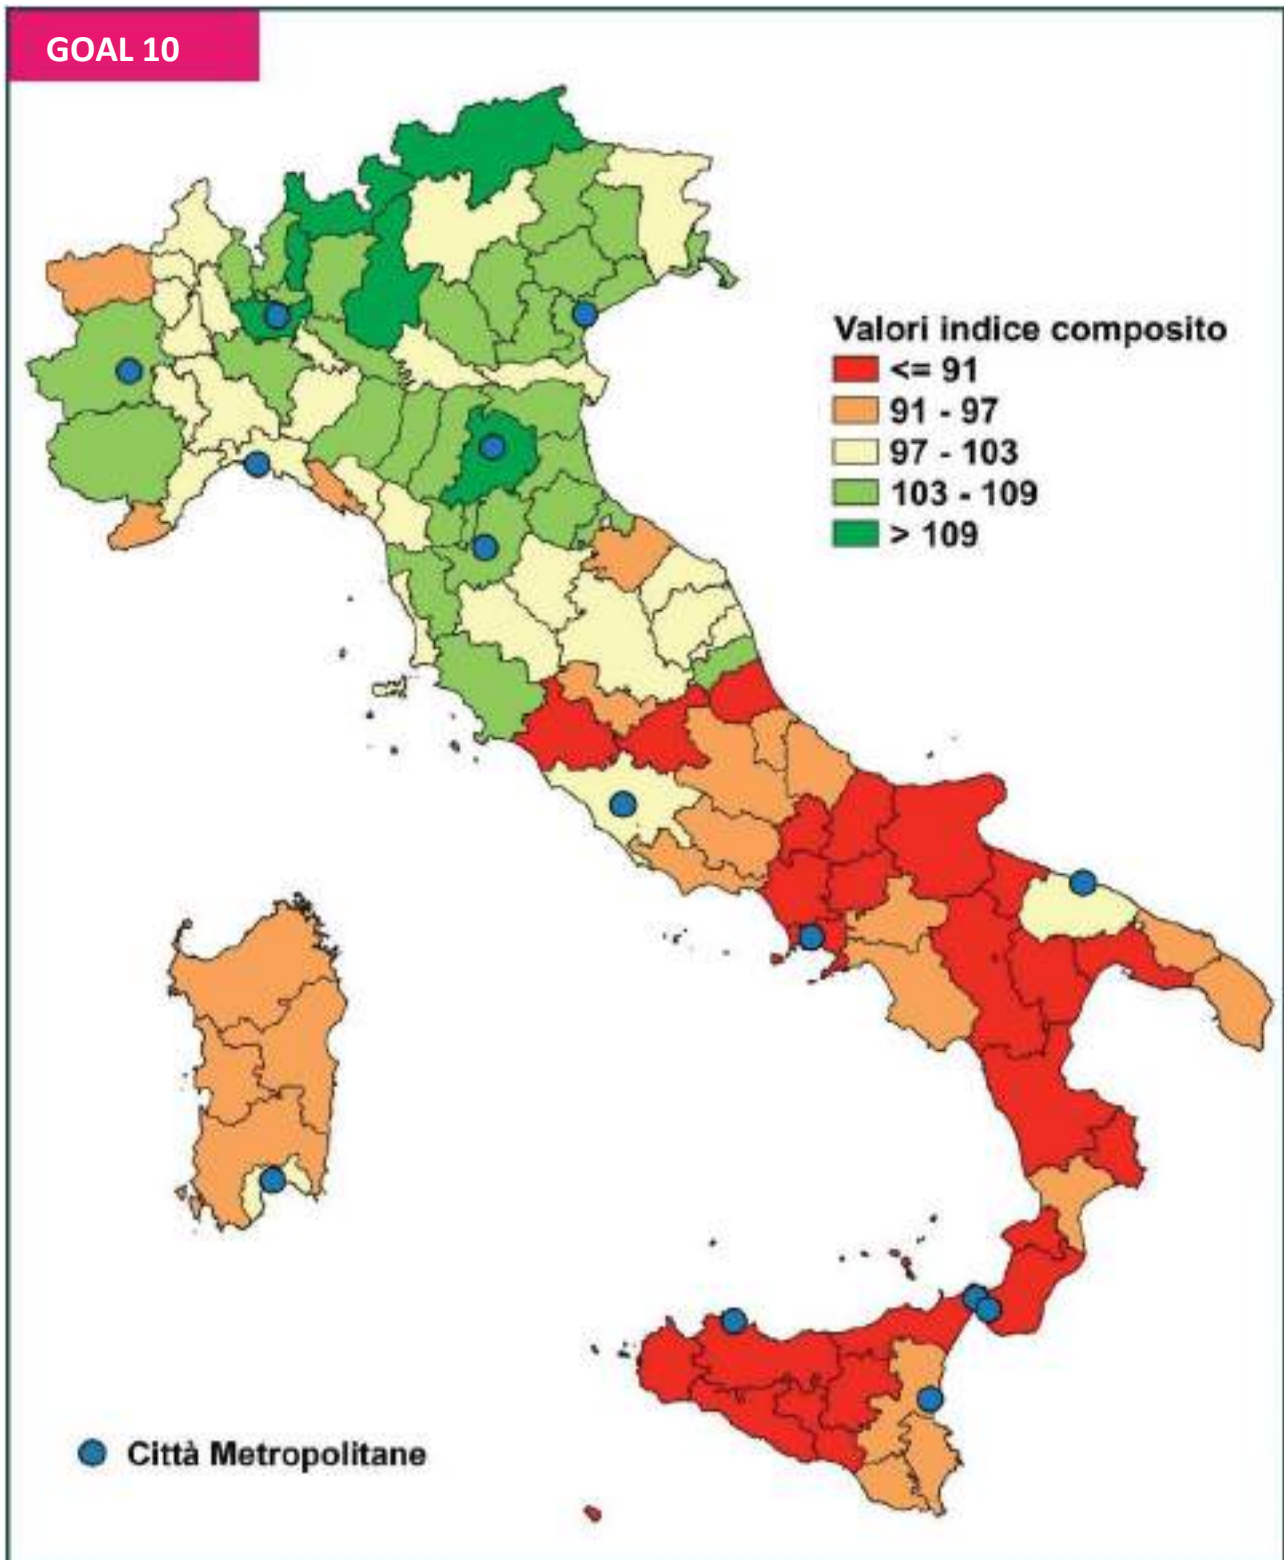 GOAL 10
Valori indice composito
<= 91
91 - 97
97 - 103
103 - 109
> 109
Città Metropolitane